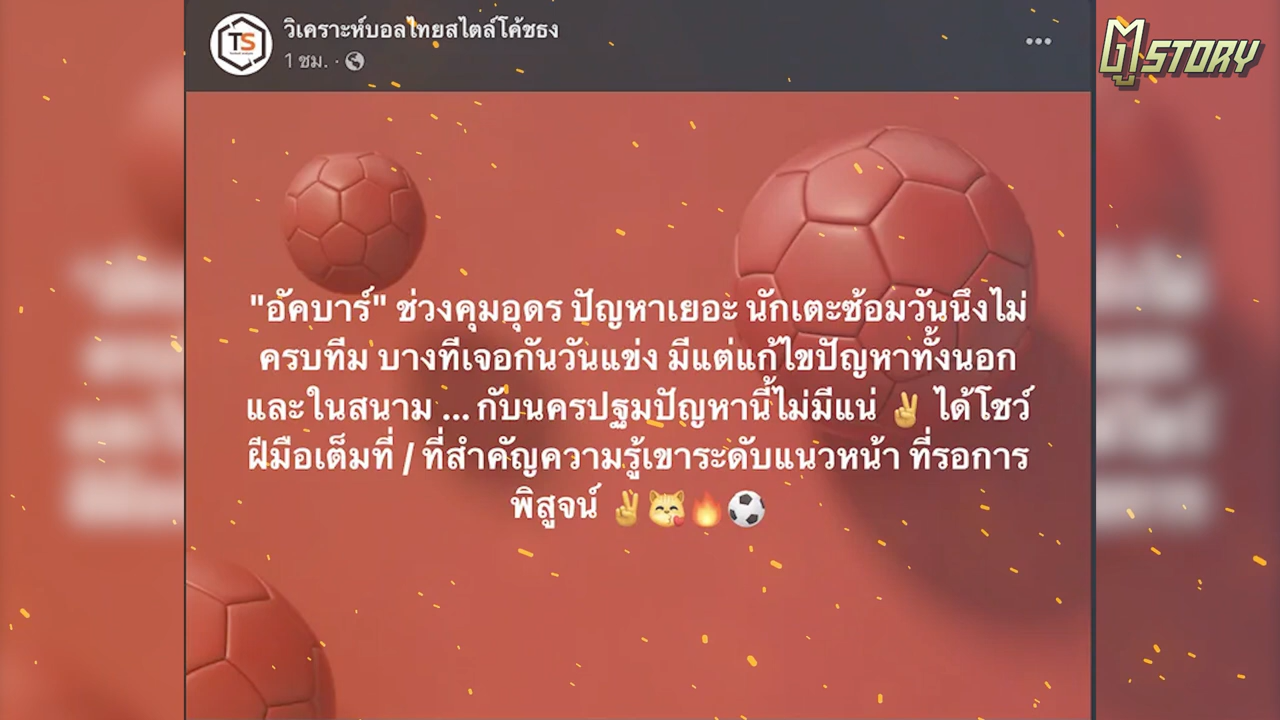 TS
วิเคราะห์บอลไทยสไตล์โค้ชธง
1 ชม. ·
STORY
"อัคบาร์" ช่วงคุมอุดร ปัญหาเยอะ นักเตะซ้อมวันนึงไม่
ครบทีม บางทีเจอกันวันแข่ง มีแต่แก้ไขปัญหาทั้งนอก
และในสนาม ... กับนครปฐมปัญหานี้ไม่มีแน่ ✌️ ได้โชว์
ฝีมือเต็มที่ / ที่สำคัญความรู้เขาระดับแนวหน้า ที่รอการ
พิสูจน์ ✌️😽🔥⚽